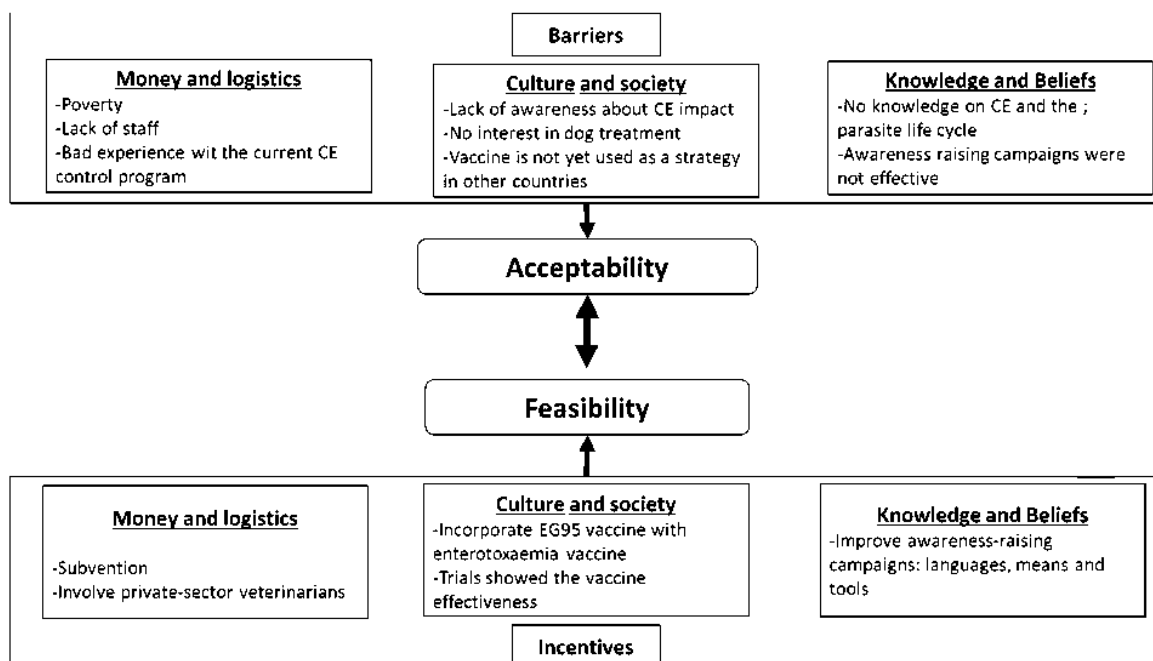 Barriers
Money and logistics
-Poverty
-Lack of staff
-Bad experience wit the current CE
control program
Culture and society
-Lack of awareness about CE impact
-No interest in dog treatment
-Vaccine is not yet used as a strategy
in other countries
Knowledge and Beliefs
-No knowledge on CE and the ;
parasite life cycle
-Awareness raising campaigns were
not effective
Acceptability
Feasibility
Money and logistics
-Subvention
-Involve private-sector veterinarians
Culture and society
-Incorporate EG95 vaccine with
enterotoxaemia vaccine
-Trials showed the vaccine
effectiveness
Knowledge and Beliefs
-Improve awareness-raising
campaigns: languages, means and
tools
Incentives